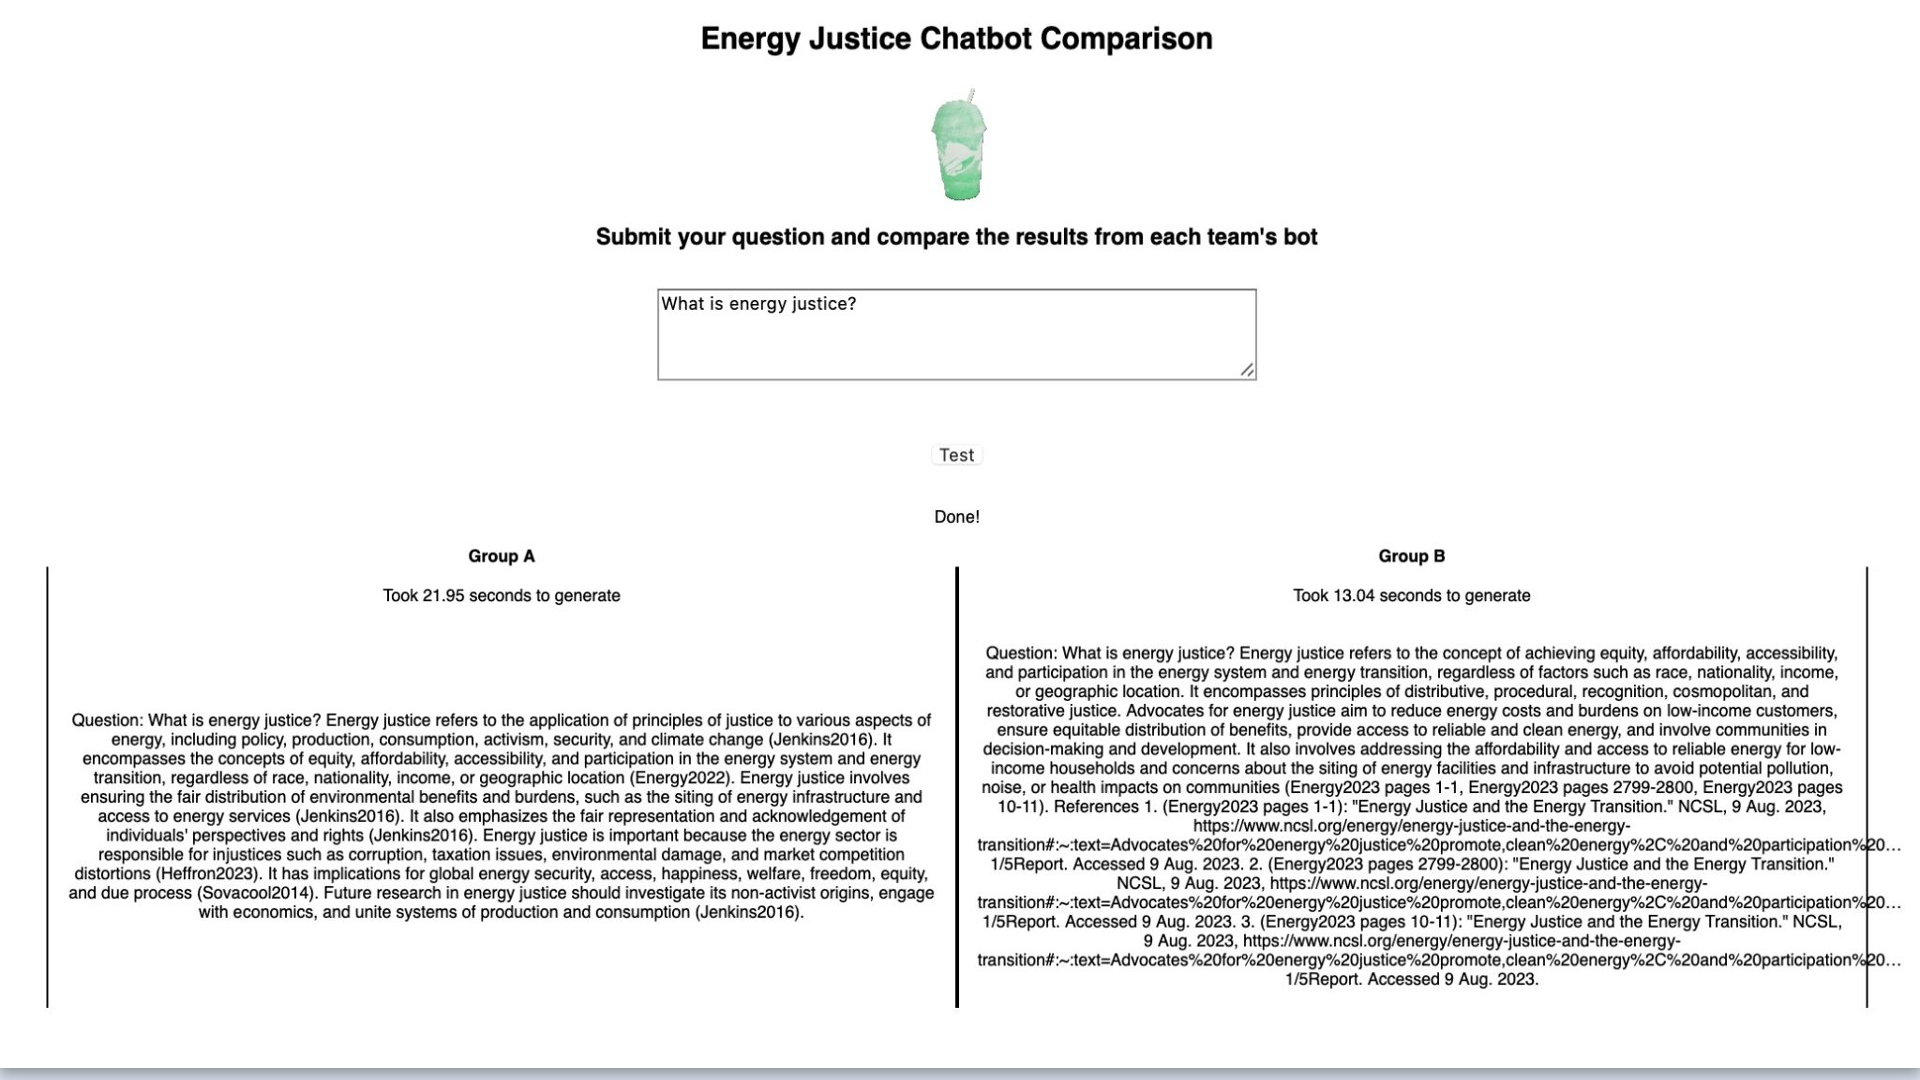 Energy Justice Chatbot Comparison
Submit your question and compare the results from each team's bot
What is energy justice?
Test
Done!
Group A
Took 21.95 seconds to generate
Question: What is energy justice? Energy justice refers to the application of principles of justice to various aspects of
energy, including policy, production, consumption, activism, security, and climate change (Jenkins2016). It
encompasses the concepts of equity, affordability, accessibility, and participation in the energy system and energy
transition, regardless of race, nationality, income, or geographic location (Energy2022). Energy justice involves
ensuring the fair distribution of environmental benefits and burdens, such as the siting of energy infrastructure and
access to energy services (Jenkins2016). It also emphasizes the fair representation and acknowledgement of
individuals' perspectives and rights (Jenkins2016). Energy justice is important because the energy sector is
responsible for injustices such as corruption, taxation issues, environmental damage, and market competition
distortions (Heffron2023). It has implications for global energy security, access, happiness, welfare, freedom, equity,
and due process (Sovacool2014). Future research in energy justice should investigate its non-activist origins, engage
with economics, and unite systems of production and consumption (Jenkins2016).
Group B
Took 13.04 seconds to generate
Question: What is energy justice? Energy justice refers to the concept of achieving equity, affordability, accessibility,
and participation in the energy system and energy transition, regardless of factors such as race, nationality, income,
or geographic location. It encompasses principles of distributive, procedural, recognition, cosmopolitan, and
restorative justice. Advocates for energy justice aim to reduce energy costs and burdens on low-income customers,
ensure equitable distribution of benefits, provide access to reliable and clean energy, and involve communities in
decision-making and development. It also involves addressing the affordability and access to reliable energy for low-
income households and concerns about the siting of energy facilities and infrastructure to avoid potential pollution,
noise, or health impacts on communities (Energy2023 pages 1-1, Energy2023 pages 2799-2800, Energy2023 pages
10-11). References 1. (Energy2023 pages 1-1): "Energy Justice and the Energy Transition." NCSL, 9 Aug. 2023,
https://www.ncsl.org/energy/energy-justice-and-the-energy-
transition#:~:text=Advocates%20for%20energy%20justice%20promote,clean%20energy%2C%20and%20participation%20…
1/5Report. Accessed 9 Aug. 2023. 2. (Energy2023 pages 2799-2800): "Energy Justice and the Energy Transition."
NCSL, 9 Aug. 2023, https://www.ncsl.org/energy/energy-justice-and-the-energy-
transition#:~:text=Advocates%20for%20energy%20justice%20promote,clean%20energy%2C%20and%20participation%20…
1/5Report. Accessed 9 Aug. 2023. 3. (Energy2023 pages 10-11): "Energy Justice and the Energy Transition." NCSL,
9 Aug. 2023, https://www.ncsl.org/energy/energy-justice-and-the-energy-
transition#:~:text=Advocates%20for%20energy%20justice%20promote,clean%20energy%2C%20and%20participation%20…
1/5Report. Accessed 9 Aug. 2023.